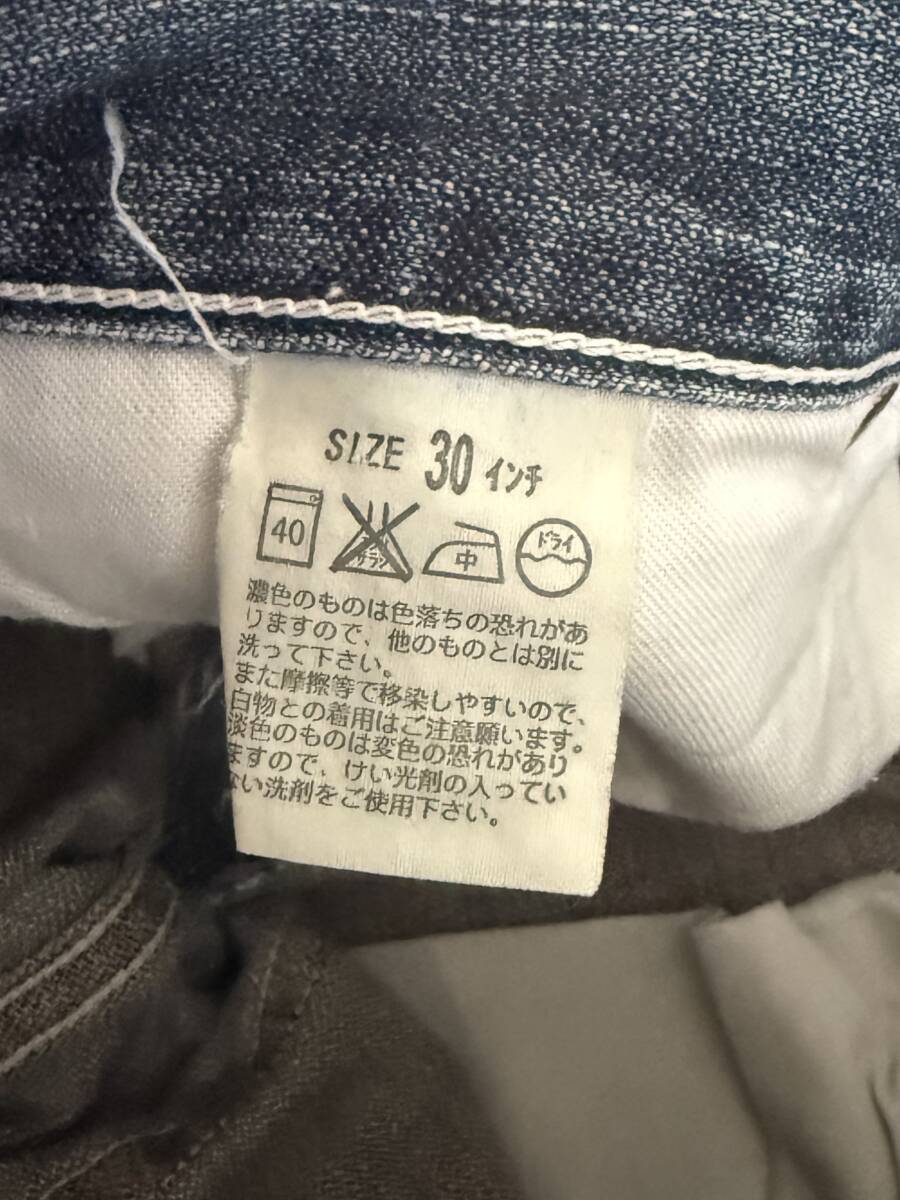 SIZE 30 インチ
40 サラシ 中 ドライ
濃色のものは色落ちの恐れがあ
りますので、他のものとは別に
洗って下さい。
また摩擦等で移染しやすいので、
白物との着用はご注意願います。
淡色のものは変色の恐れがあり
ますので、けい光剤の入ってい
ない洗剤をご使用下さい。